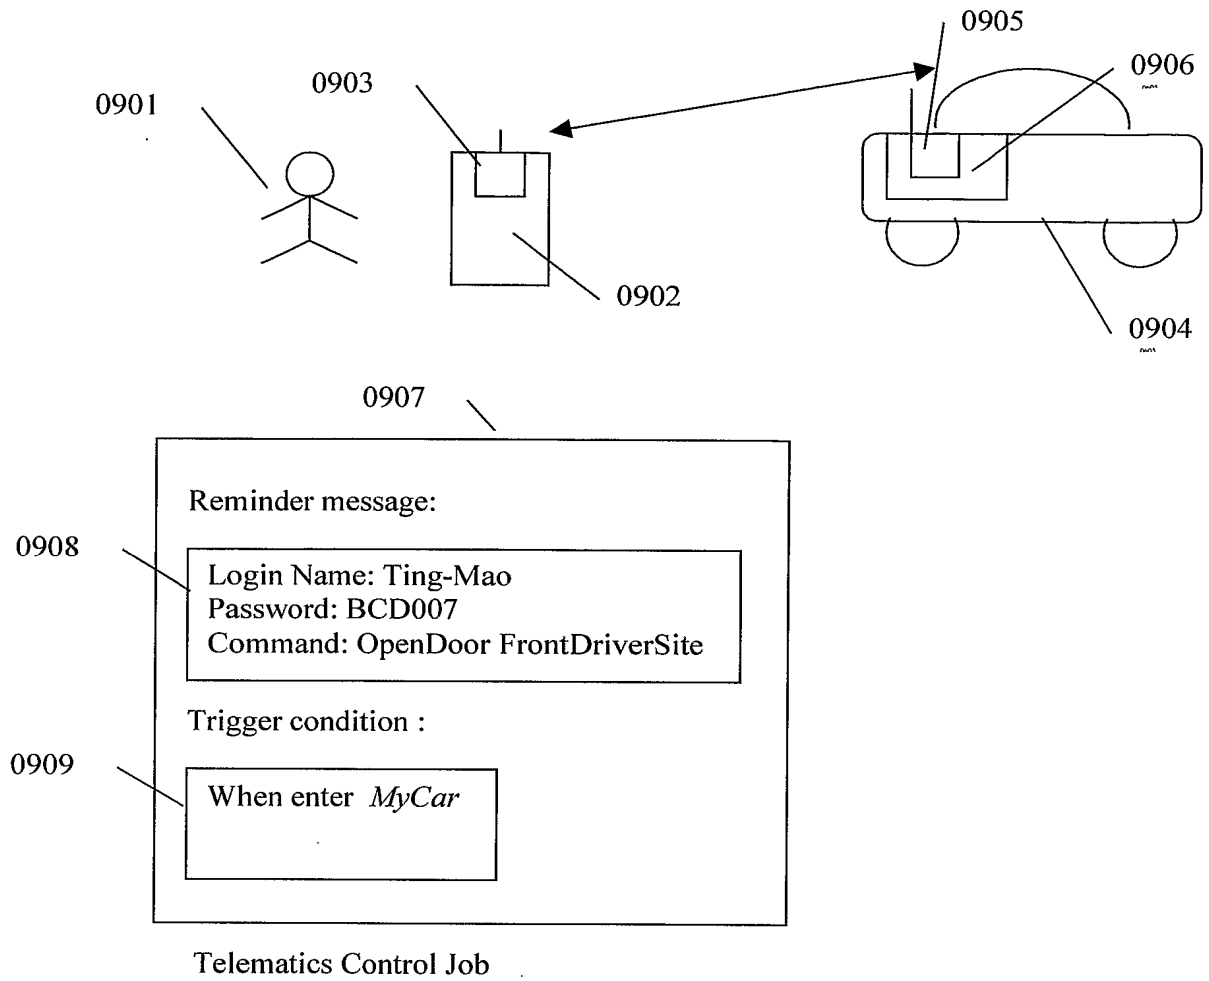 0905
0903
0906
0901
0902
0904
0907
Reminder message:
0908
Login Name: Ting-Mao
Password: BCD007
Command: OpenDoor FrontDriverSite
Trigger condition :
0909
When enter MyCar
Telematics Control Job